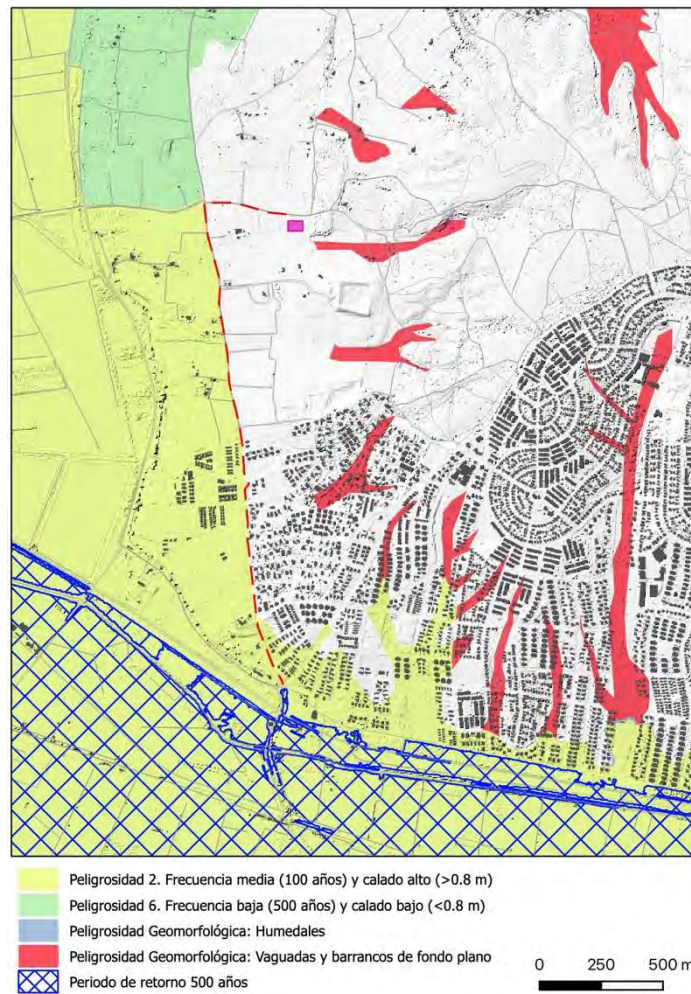 Peligrosidad 2. Frecuencia media (100 años) y calado alto (>0.8 m)
Peligrosidad 6. Frecuencia baja (500 años) y calado bajo (<0.8 m)
Peligrosidad Geomorfológica: Humedales
Peligrosidad Geomorfológica: Vaguadas y barrancos de fondo plano
Periodo de retorno 500 años
0 250 500 m